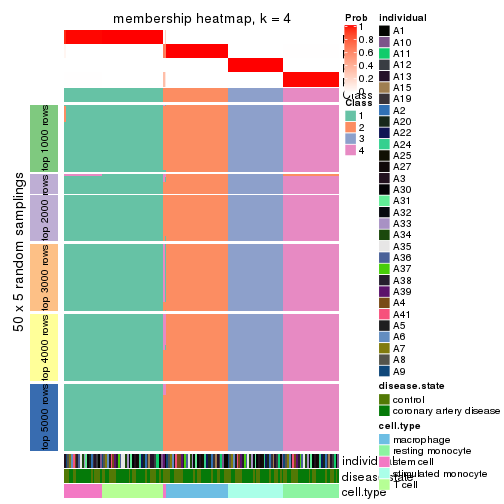 membership heatmap, k = 4
50 x 5 random samplings
top 1000 rows
top 2000 rows
top 3000 rows
top 4000 rows
top 5000 rows
Class
individual
disease.state
cell.type
Prob
1
0.8
0.6
0.4
0.2
0
Class
1
2
3
4
individual
A1
A10
A11
A12
A13
A15
A19
A2
A20
A22
A24
A25
A27
A3
A30
A31
A32
A33
A34
A35
A36
A37
A38
A39
A4
A41
A5
A6
A7
A8
A9
disease.state
control
coronary artery disease
cell.type
macrophage
resting monocyte
stem cell
stimulated monocyte
T cell